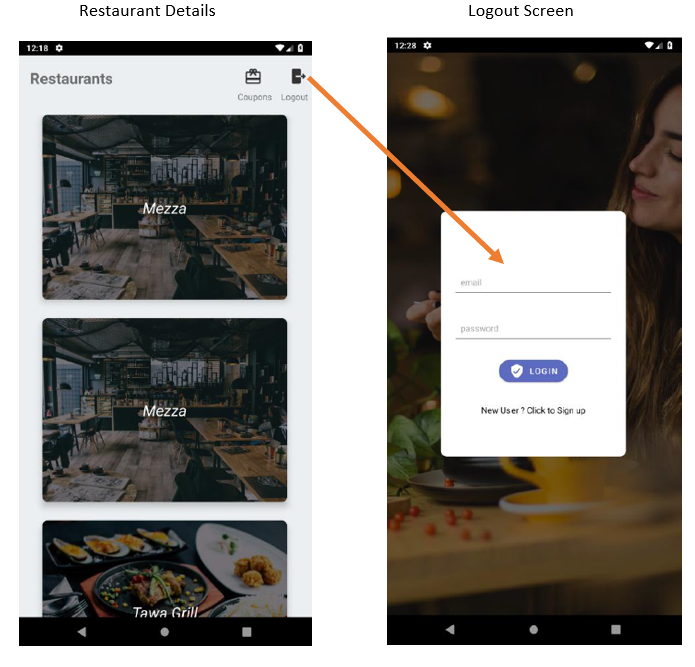 Restaurant Details
Logout Screen
12:18
Restaurants
Coupons
Logout
Mezza
Mezza
Tawa Grill
12:28
email
password
LOGIN
New User ? Click to Sign up